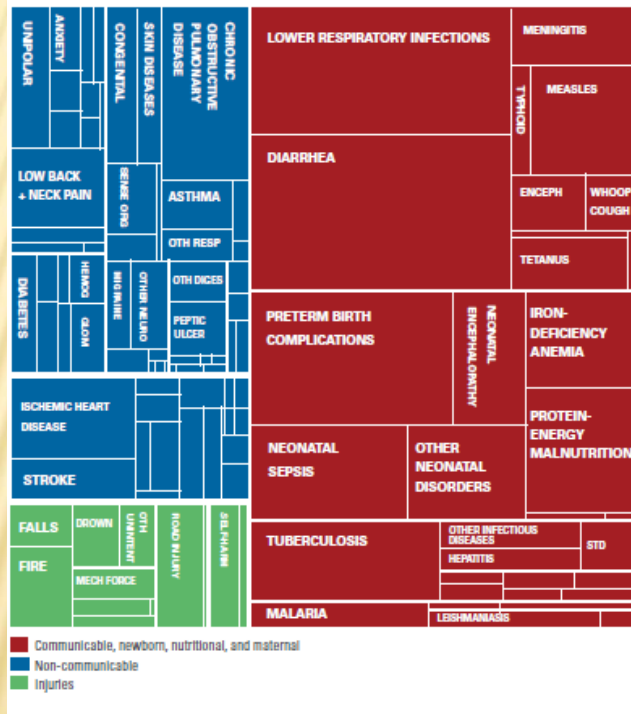 UNIPOLAR
ANXIETY
CONGENTAL
SKIN DISEASES
CHRONIC
OBSTRUCTIVE
PULMONARY
DISEASE
LOW BACK
+ NECK PAIN
SENSE ORG
ASTHMA
OTH RESP
DIABETES
HEMOG
GLOM
MIGRAINE
OTHER NEURO
OTH DIGES
PEPTIC
ULCER
ISCHEMIC HEART
DISEASE
STROKE
FALLS
FIRE
DROWN
OTH
UNINTENT
MECH FORCE
ROAD INJURY
SELF-HARM
LOWER RESPIRATORY INFECTIONS
DIARRHEA
MENINGITIS
TYPHOID
MEASLES
ENCEPH
WHOOP
COUGH
TETANUS
PRETERM BIRTH
COMPLICATIONS
NEONATAL
ENCEPHALOPATHY
IRON-
DEFICIENCY
ANEMIA
NEONATAL
SEPSIS
OTHER
NEONATAL
DISORDERS
PROTEIN-
ENERGY
MALNUTRITION
TUBERCULOSIS
OTHER INFECTIOUS
DISEASES
HEPATITIS
STD
MALARIA
LEISHMANIASIS
Communicable, newborn, nutritional, and maternal
Non-communicable
Injuries